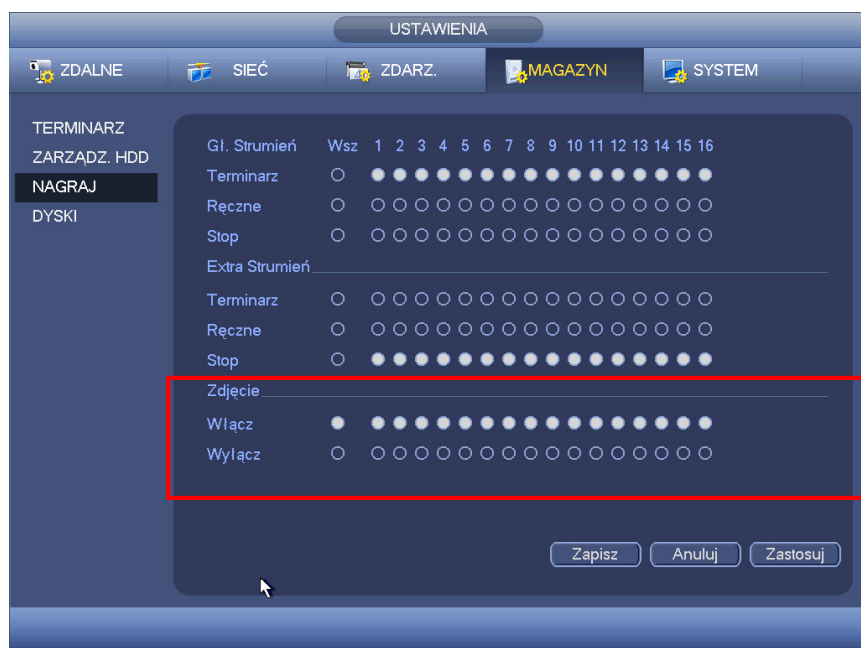 USTAWIENIA
ZDALNE SIEĆ ZDARZ. MAGAZYN SYSTEM
TERMINARZ
ZARZĄDZ. HDD
NAGRAJ
DYSKI
Gł. Strumień Wsz 1 2 3 4 5 6 7 8 9 10 11 12 13 14 15 16
Terminarz
Ręczne
Stop
Extra Strumień
Terminarz
Ręczne
Stop
Zdjęcie
Włącz
Wyłącz
Zapisz Anuluj Zastosuj